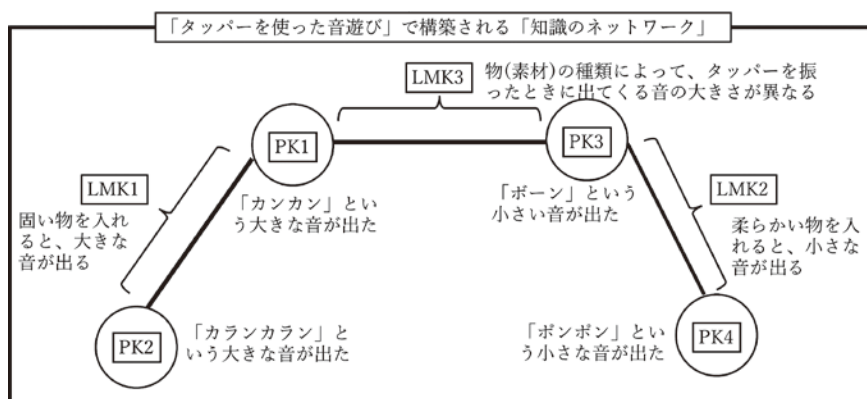 「タッパーを使った音遊び」で構築される「知識のネットワーク」
LMK3
物(素材)の種類によって、タッパーを振
ったときに出てくる音の大きさが異なる
PK1
PK3
LMK1
固い物を入れ
ると、大きな
音が出る
「カンカン」とい
う大きな音が出た
「ボーン」という
小さい音が出た
LMK2
柔らかい物を入
れると、小さな
音が出る
PK2
「カランカラン」と
いう大きな音が出た
「ボンボン」とい
う小さな音が出た
PK4